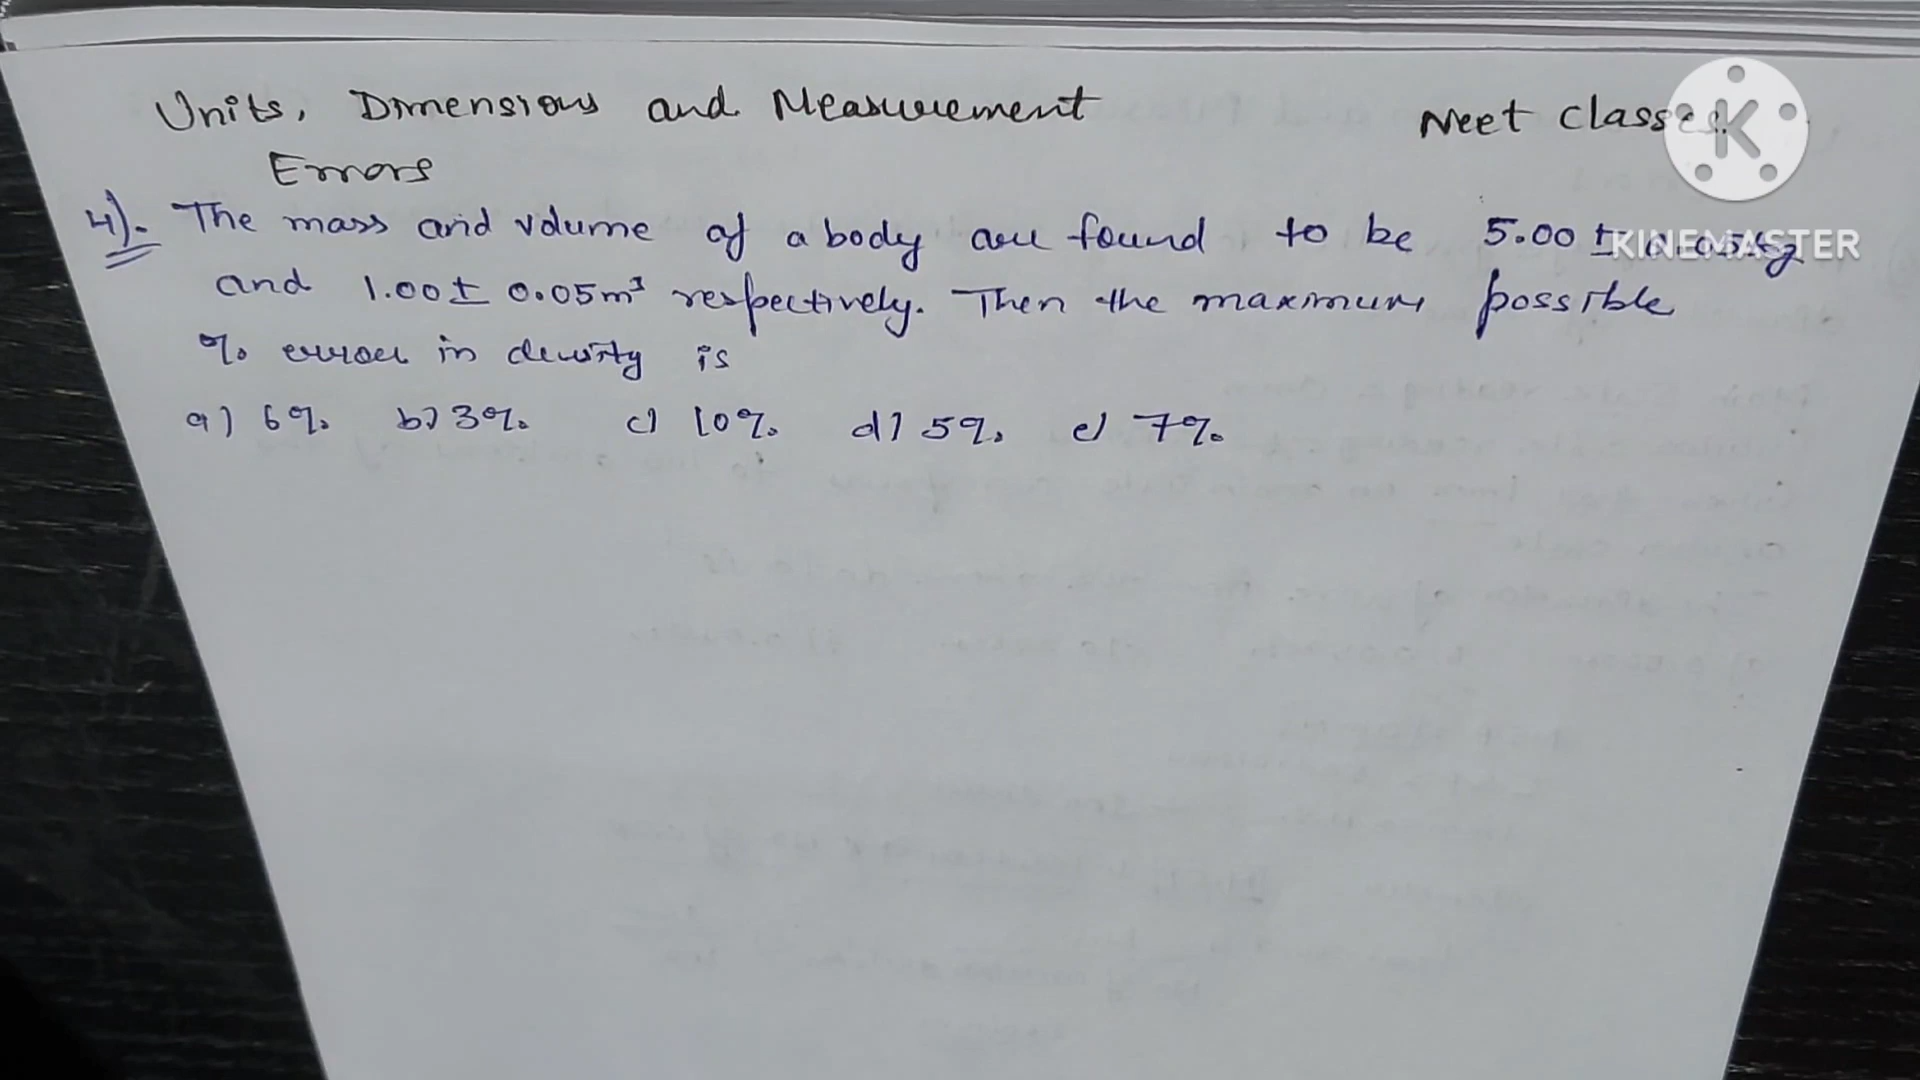 Units, Dimensions and Measurement
Neet Classes
K
Errors
4). The mass and volume of a body are found to be 5.00 ±
KINEMASTER
and 1.00 ± 0.05m³ respectively. Then the maximum possible
% error in density is
a) 6% b) 3% c) 10% d) 5% e) 7%